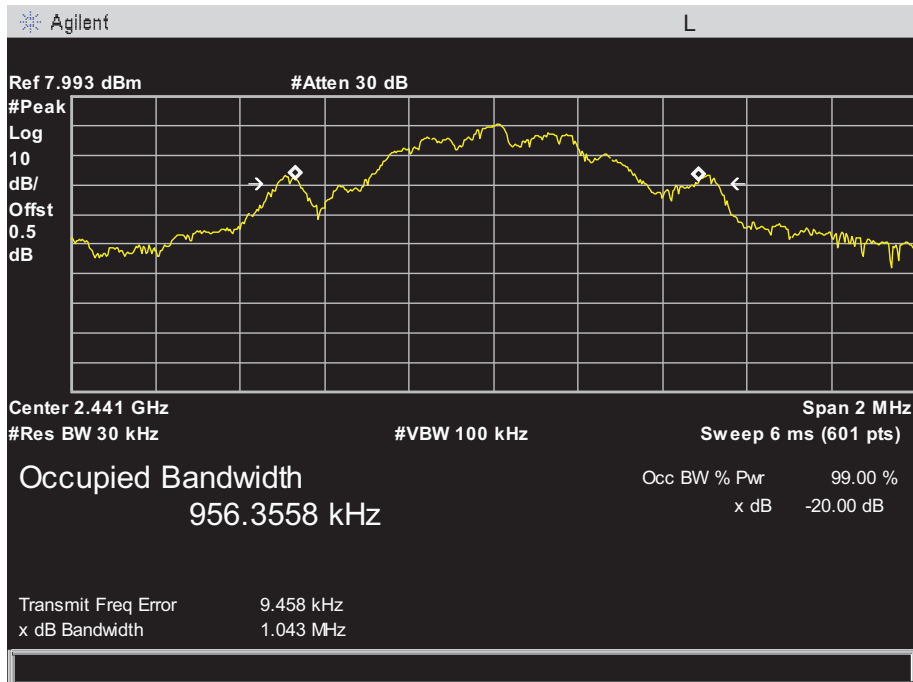 Agilent L
Ref 7.993 dBm #Atten 30 dB
#Peak
Log
10
dB/
Offst
0.5
dB
Center 2.441 GHz Span 2 MHz
#Res BW 30 kHz #VBW 100 kHz Sweep 6 ms (601 pts)
Occupied Bandwidth Occ BW % Pwr 99.00 %
956.3558 kHz x dB -20.00 dB
Transmit Freq Error 9.458 kHz
x dB Bandwidth 1.043 MHz